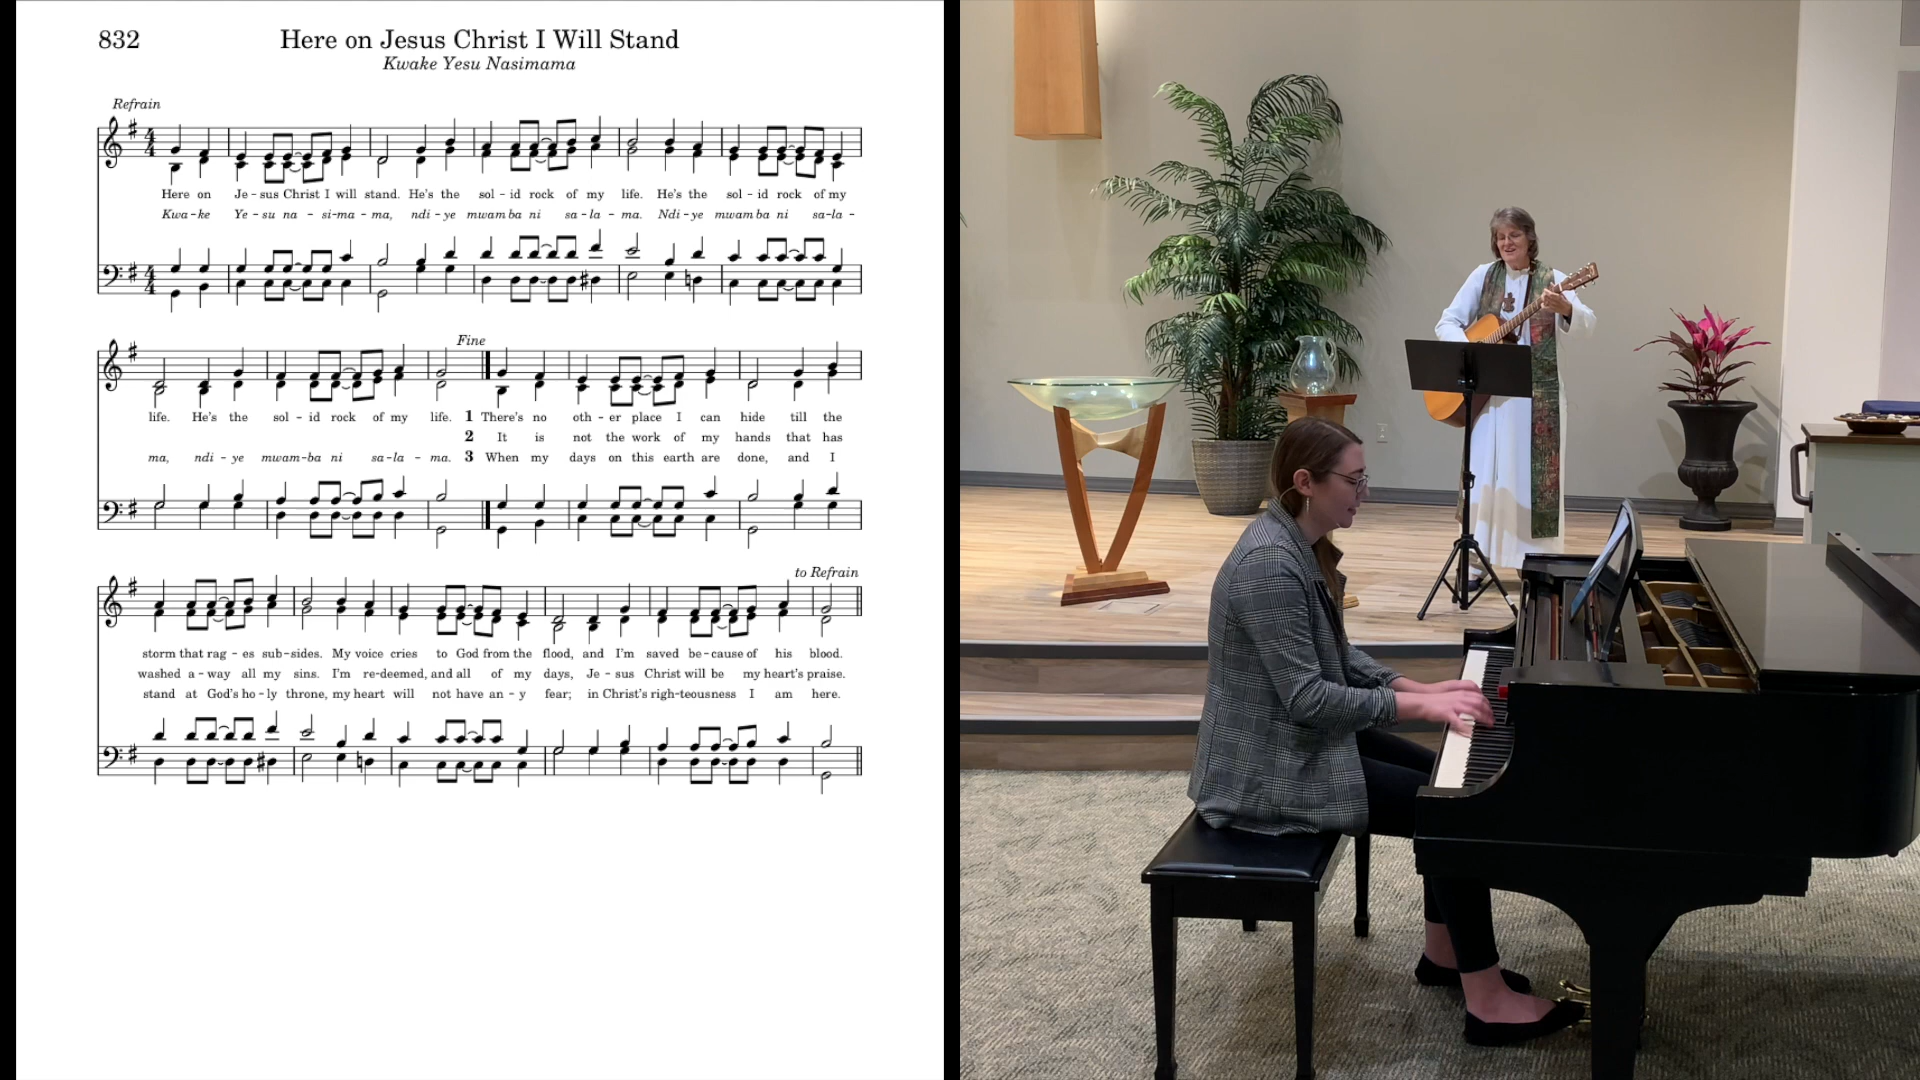 832
Here on Jesus Christ I Will Stand
Kwake Yesu Nasimama
Refrain
Here on Je-sus Christ I will stand. He's the sol-id rock of my life. He's the sol-id rock of my
Kwa-ke Ye-su na-si-ma-ma, ndi-ye mwamba ni sa-la-ma. Ndi-ye mwamba ni sa-la-
Fine
life. He's the sol-id rock of my life. 1 There's no oth-er place I can hide till the
2 It is not the work of my hands that has
ma, ndi-ye mwam-ba ni sa-la-ma. 3 When my days on this earth are done, and I
to Refrain
storm that rag-es sub-sides. My voice cries to God from the flood, and I'm saved be-cause of his blood.
washed a-way all my sins. I'm re-deemed, and all of my days, Je-sus Christ will be my heart's praise.
stand at God's ho-ly throne, my heart will not have an-y fear; in Christ's righ-teousness I am here.